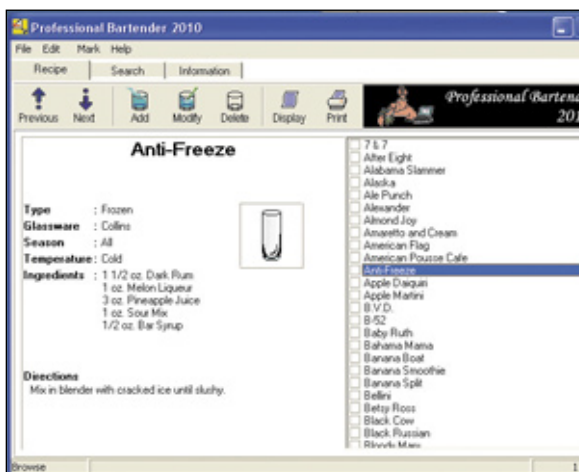 Professional Bartender 2010
File Edit Mark Help
Recipe Search Information
Previous Next Add Modify Delete Display Print
Professional Bartend
201
Anti-Freeze
Type : Frozen
Glassware : Collins
Season : All
Temperature : Cold
Ingredients : 1 1/2 oz. Dark Rum
1 oz. Melon Liqueur
3 oz. Pineapple Juice
1 oz. Sour Mix
1/2 oz. Bar Syrup
Directions
Mix in blender with cracked ice until slushy.
7 & 7
After Eight
Alabama Slammer
Alaska
Ale Punch
Alexander
Almond Joy
Amaretto and Cream
American Flag
American Pousse Cafe
Anti-Freeze
Apple Daiquiri
Apple Martini
B.V.D.
B-52
Baby Ruth
Bahama Mama
Banana Boat
Banana Smoothie
Banana Split
Bellini
Betsy Ross
Black Cow
Black Russian
Bloody Mary
Browse
1